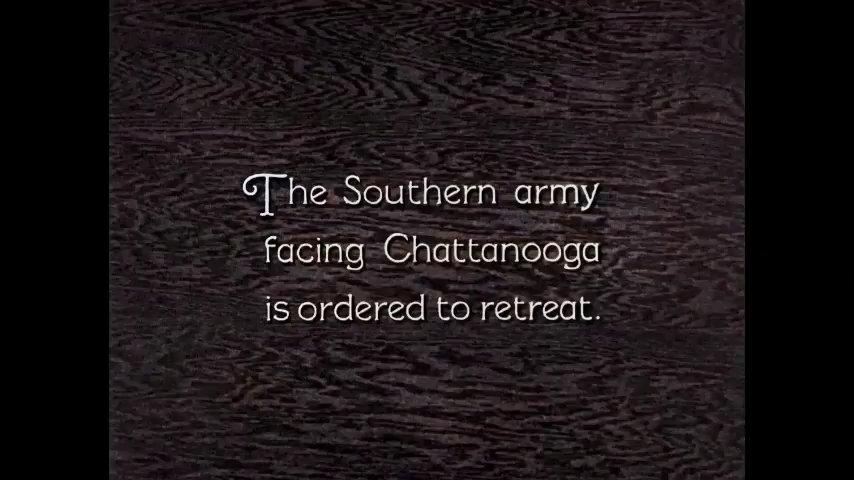 The Southern army
facing Chattanooga
is ordered to retreat.